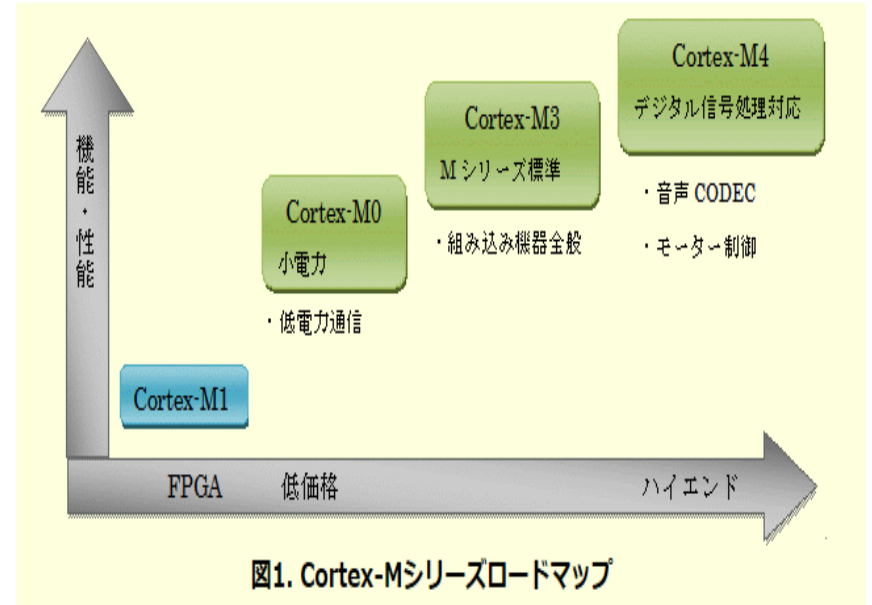 Cortex-M4
デジタル信号処理対応
・音声 CODEC
・モーター制御
Cortex-M3
M シリーズ標準
・組み込み機器全般
Cortex-M0
小電力
・低電力通信
Cortex-M1
機能・性能
FPGA 低価格 ハイエンド
図1. Cortex-Mシリーズロードマップ